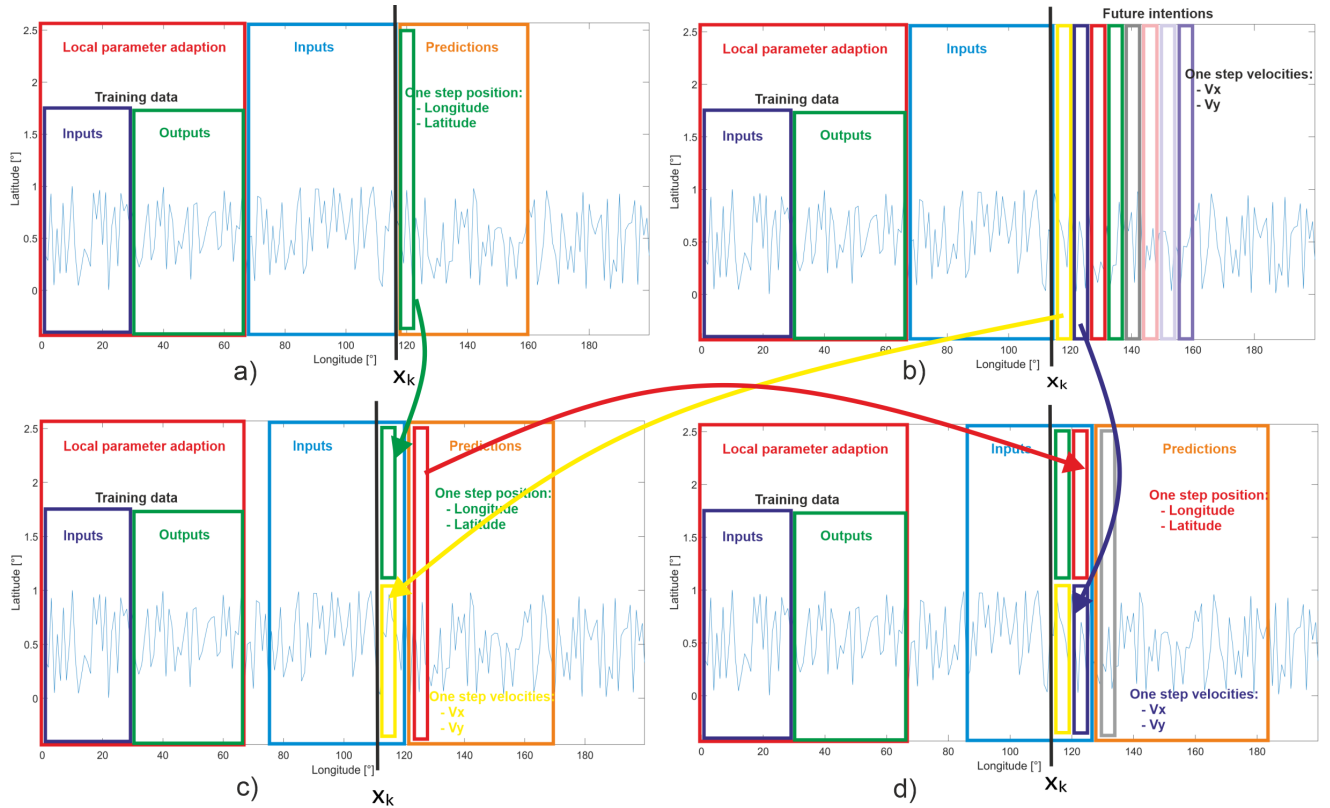 Local parameter adaption
Inputs
Predictions
Training data
Inputs
Outputs
One step position:
- Longitude
- Latitude
2.5
2
1.5
1
0.5
0
Latitude [°]
0
20
40
60
80
100
120
140
160
180
Longitude [°]
a)
x_k
Future intentions
Local parameter adaption
Inputs
Training data
Inputs
Outputs
One step velocities:
- Vx
- Vy
2.5
2
1.5
1
0.5
0
Latitude [°]
0
20
40
60
80
100
120
140
160
180
Longitude [°]
b)
x_k
Local parameter adaption
Inputs
Predictions
Training data
Inputs
Outputs
One step position:
- Longitude
- Latitude
One step velocities:
- Vx
- Vy
2.5
2
1.5
1
0.5
0
Latitude [°]
0
20
40
60
80
100
120
140
160
180
Longitude [°]
c)
x_k
Local parameter adaption
Inputs
Predictions
Training data
Inputs
Outputs
One step position:
- Longitude
- Latitude
One step velocities:
- Vx
- Vy
2.5
2
1.5
1
0.5
0
Latitude [°]
0
20
40
60
80
100
120
140
160
180
Longitude [°]
d)
x_k